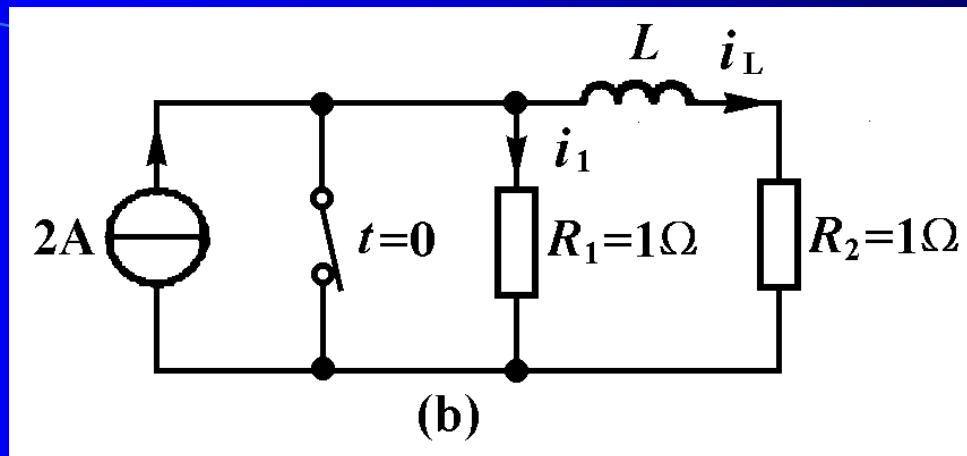 L
i_L
i_1
2A
t=0
R_1=1Ω
R_2=1Ω
(b)